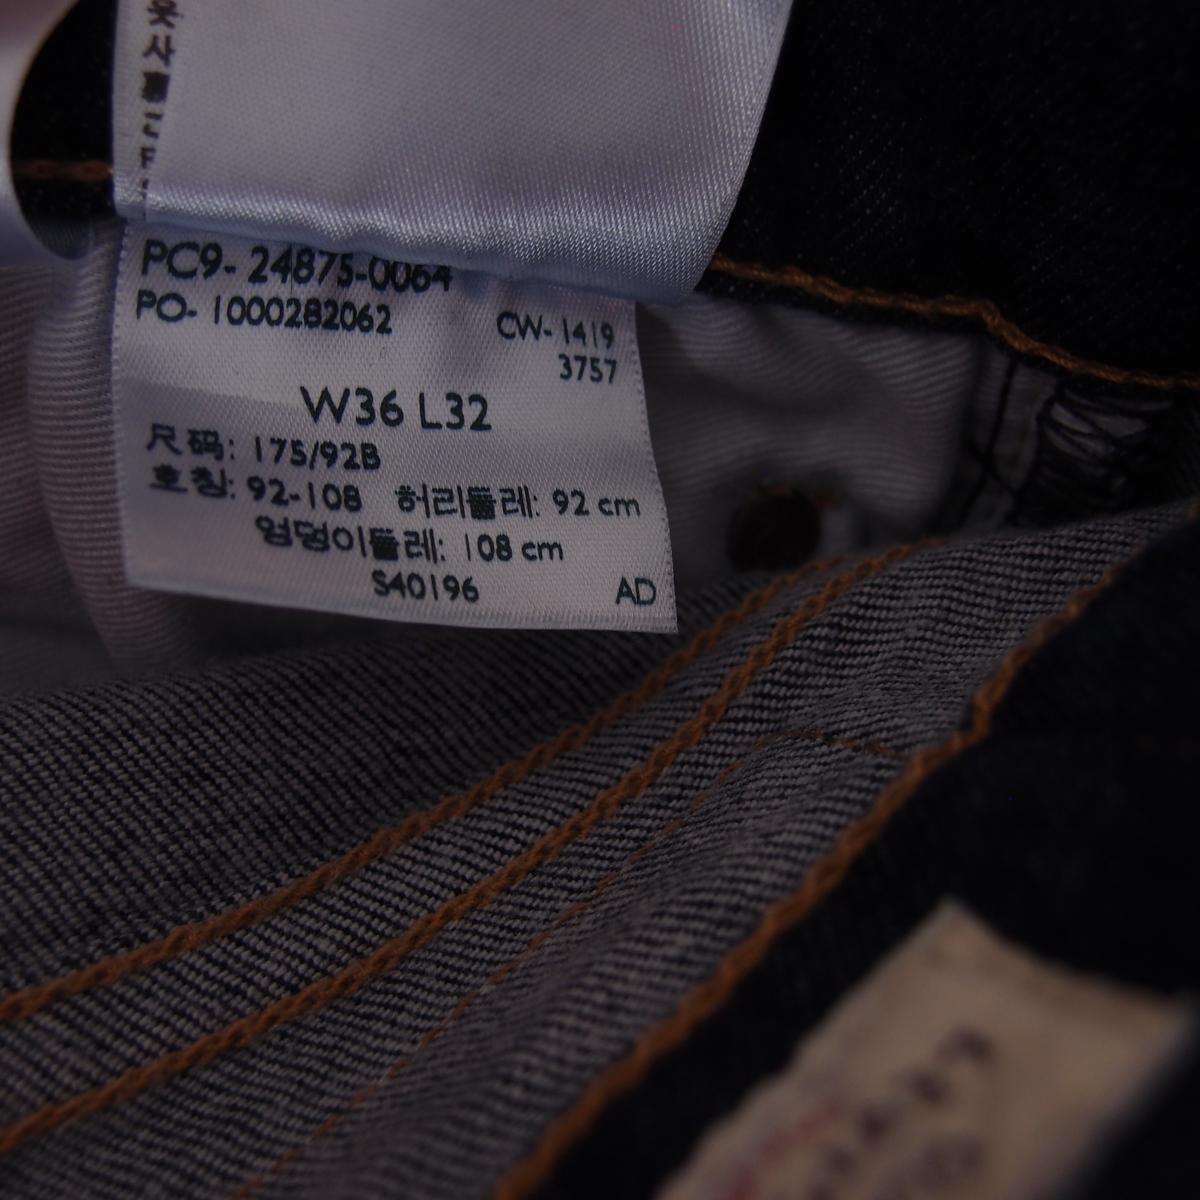 PC9- 24875-0064
PO- 1000282062
CW- 1419
3757
W36 L32
尺码: 175/92B
호칭: 92-108 허리둘레: 92 cm
엉덩이둘레: 108 cm
S40196 AD